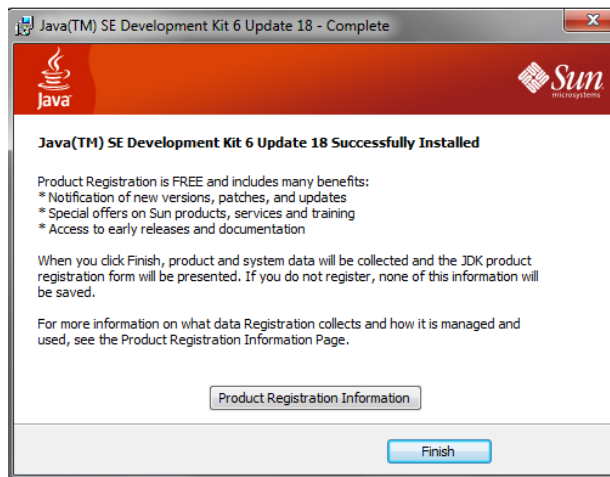 Java(TM) SE Development Kit 6 Update 18 - Complete
Java
Sun
microsystems
Java(TM) SE Development Kit 6 Update 18 Successfully Installed
Product Registration is FREE and includes many benefits:
* Notification of new versions, patches, and updates
* Special offers on Sun products, services and training
* Access to early releases and documentation
When you click Finish, product and system data will be collected and the JDK product
registration form will be presented. If you do not register, none of this information will
be saved.
For more information on what data Registration collects and how it is managed and
used, see the Product Registration Information Page.
Product Registration Information
Finish